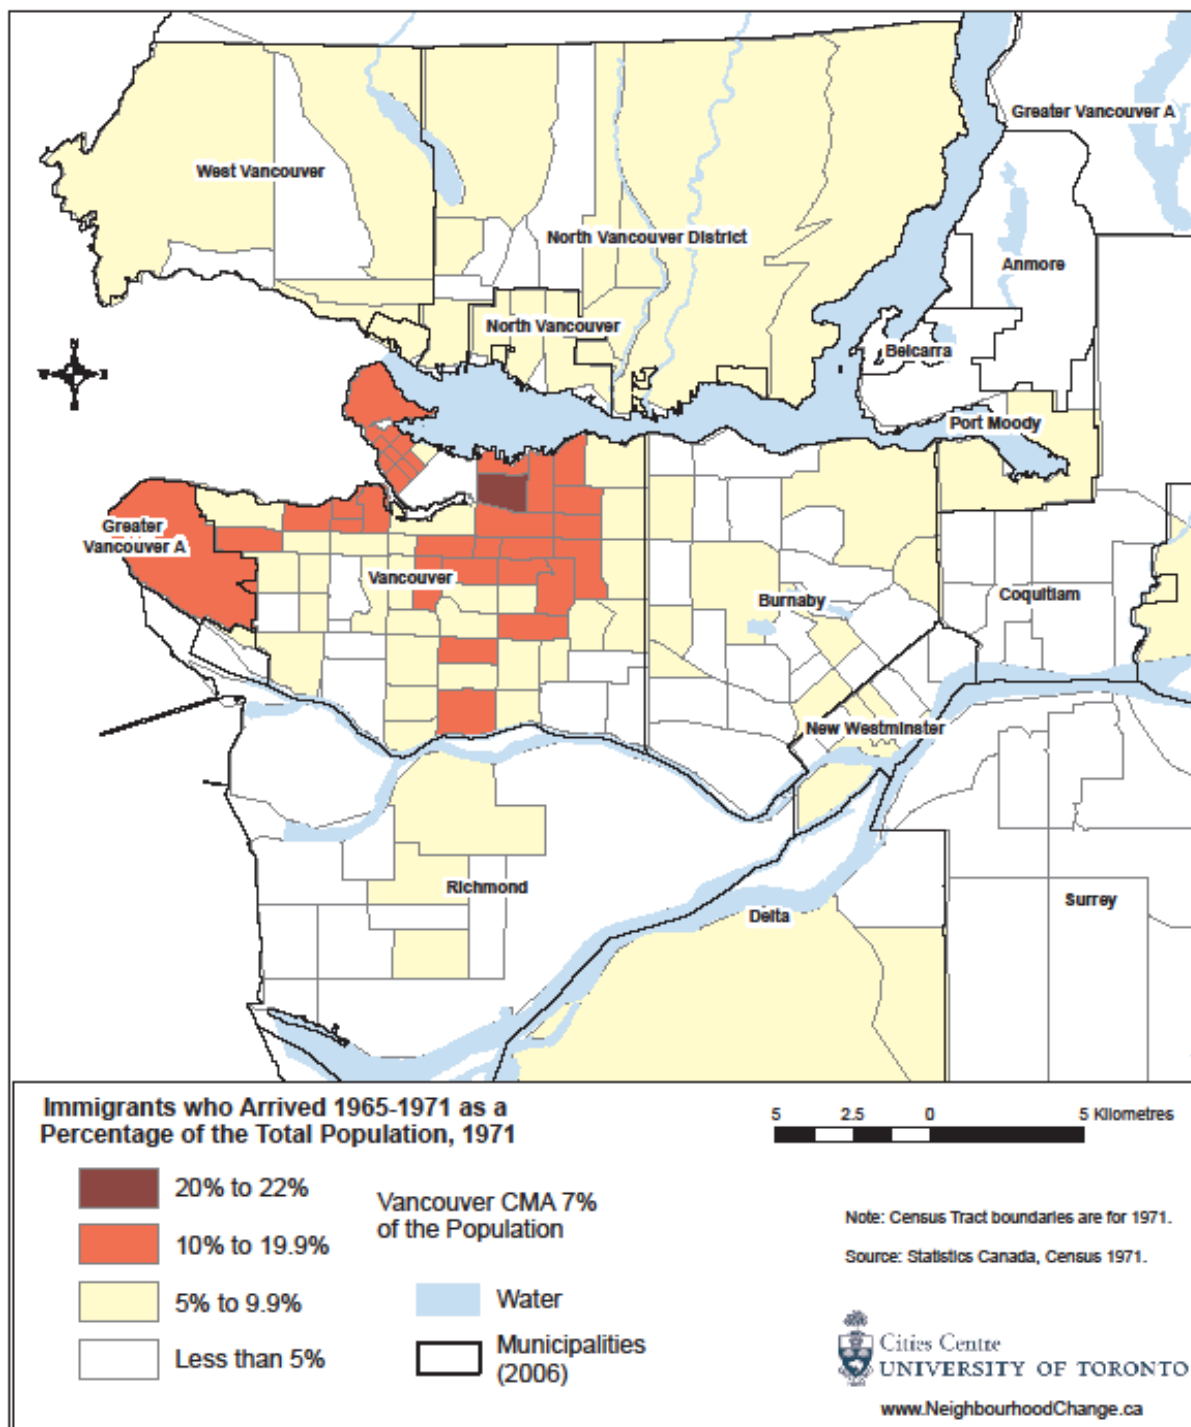 Greater Vancouver A
West Vancouver
North Vancouver District
Anmore
North Vancouver
Belcarra
Port Moody
Greater
Vancouver A
Vancouver
Burnaby
Coquitlam
New Westminster
Richmond
Delta
Surrey
N
W
E
S
Immigrants who Arrived 1965-1971 as a
Percentage of the Total Population, 1971
20% to 22%
10% to 19.9%
5% to 9.9%
Less than 5%
Vancouver CMA 7%
of the Population
Water
Municipalities
(2006)
5 2.5 0 5 Kilometres
Note: Census Tract boundaries are for 1971.
Source: Statistics Canada, Census 1971.
Cities Centre
UNIVERSITY OF TORONTO
www.NeighbourhoodChange.ca